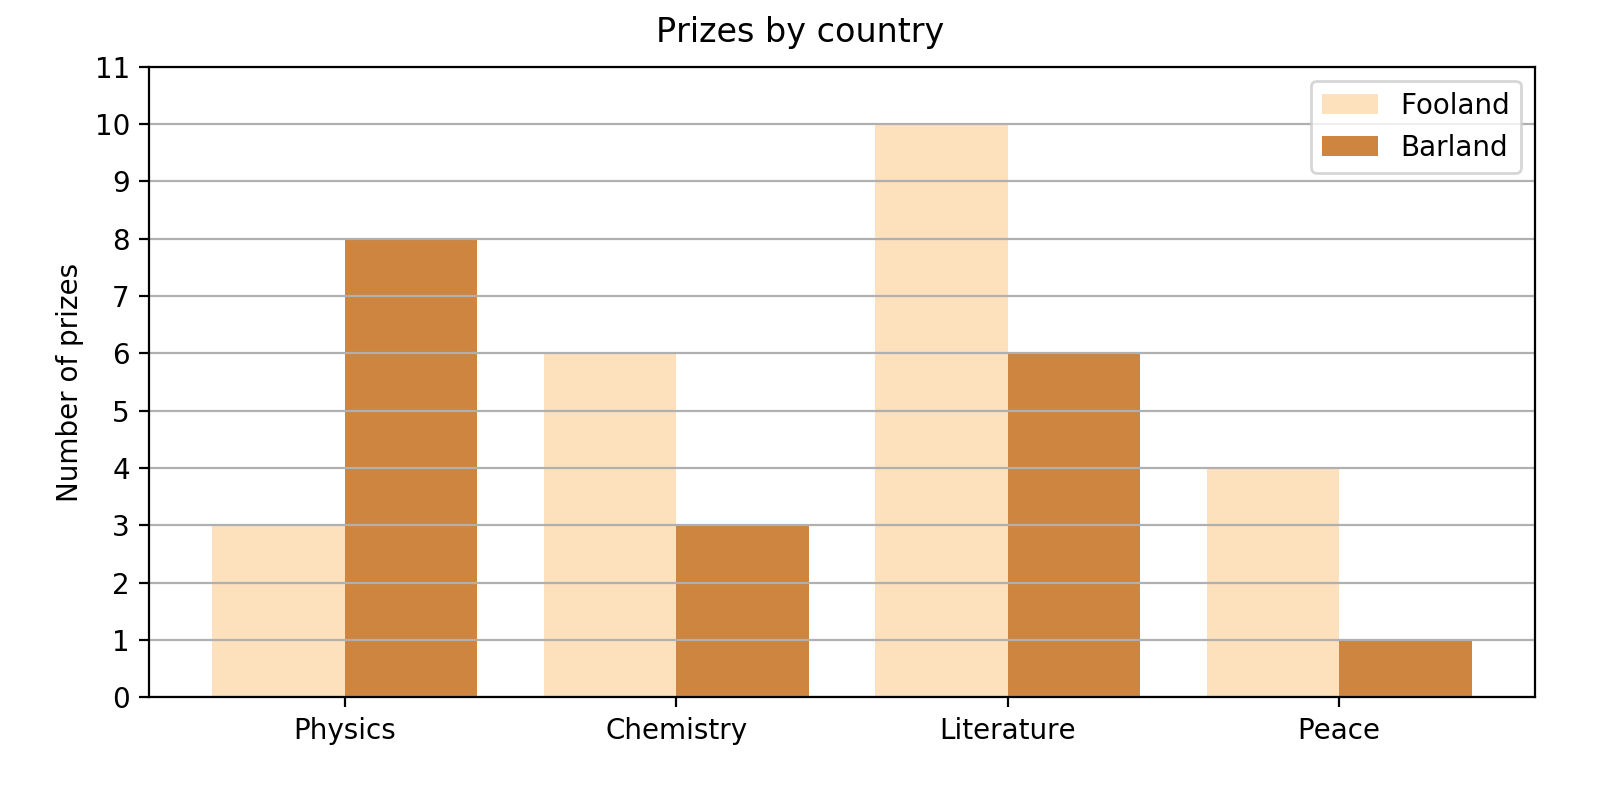 Prizes by country
Number of prizes
11
10
9
8
7
6
5
4
3
2
1
0
Fooland
Barland
Physics
Chemistry
Literature
Peace